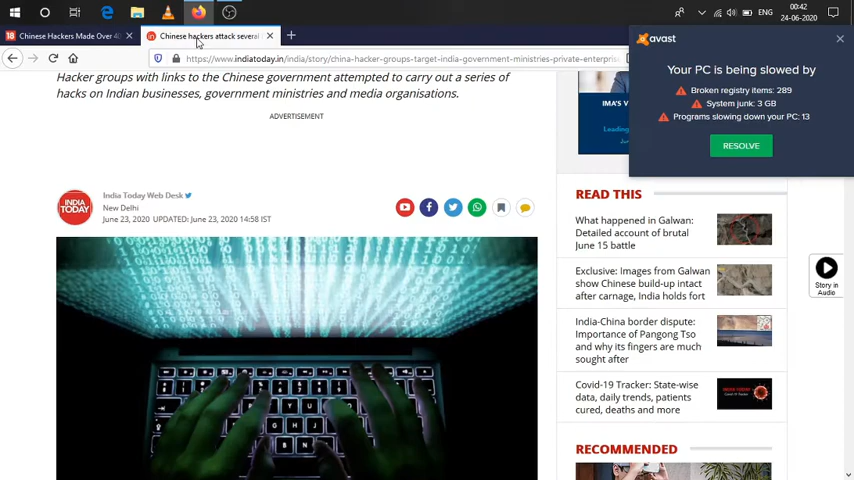 00:42
ENG
24-06-2020
18 Chinese Hackers Made Over 40
in Chinese hackers attack several
https://www.indiatoday.in/india/story/china-hacker-groups-target-india-government-ministries-private-enterprise
Hacker groups with links to the Chinese government attempted to carry out a series of
hacks on Indian businesses, government ministries and media organisations.
ADVERTISEMENT
INDIA
TODAY
India Today Web Desk
New Delhi
June 23, 2020 UPDATED: June 23, 2020 14:58 IST
avast
Your PC is being slowed by
Broken registry items: 289
System junk: 3 GB
Programs slowing down your PC: 13
RESOLVE
IMA'S V
Leading
READ THIS
What happened in Galwan:
Detailed account of brutal
June 15 battle
Exclusive: Images from Galwan
show Chinese build-up intact
after carnage, India holds fort
India-China border dispute:
Importance of Pangong Tso
and why its fingers are much
sought after
Covid-19 Tracker: State-wise
data, daily trends, patients
cured, deaths and more
RECOMMENDED
Story in
Audio